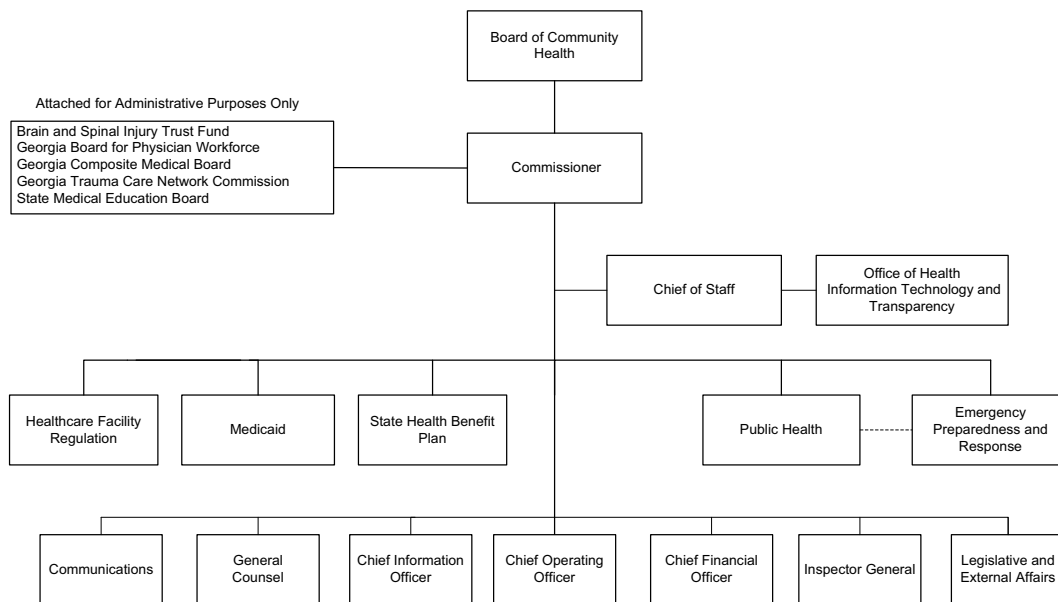 Board of Community
Health
Attached for Administrative Purposes Only
Brain and Spinal Injury Trust Fund
Georgia Board for Physician Workforce
Georgia Composite Medical Board
Georgia Trauma Care Network Commission
State Medical Education Board
Commissioner
Chief of Staff
Office of Health
Information Technology and
Transparency
Healthcare Facility
Regulation
Medicaid
State Health Benefit
Plan
Public Health
Emergency
Preparedness and
Response
Communications
General
Counsel
Chief Information
Officer
Chief Operating
Officer
Chief Financial
Officer
Inspector General
Legislative and
External Affairs